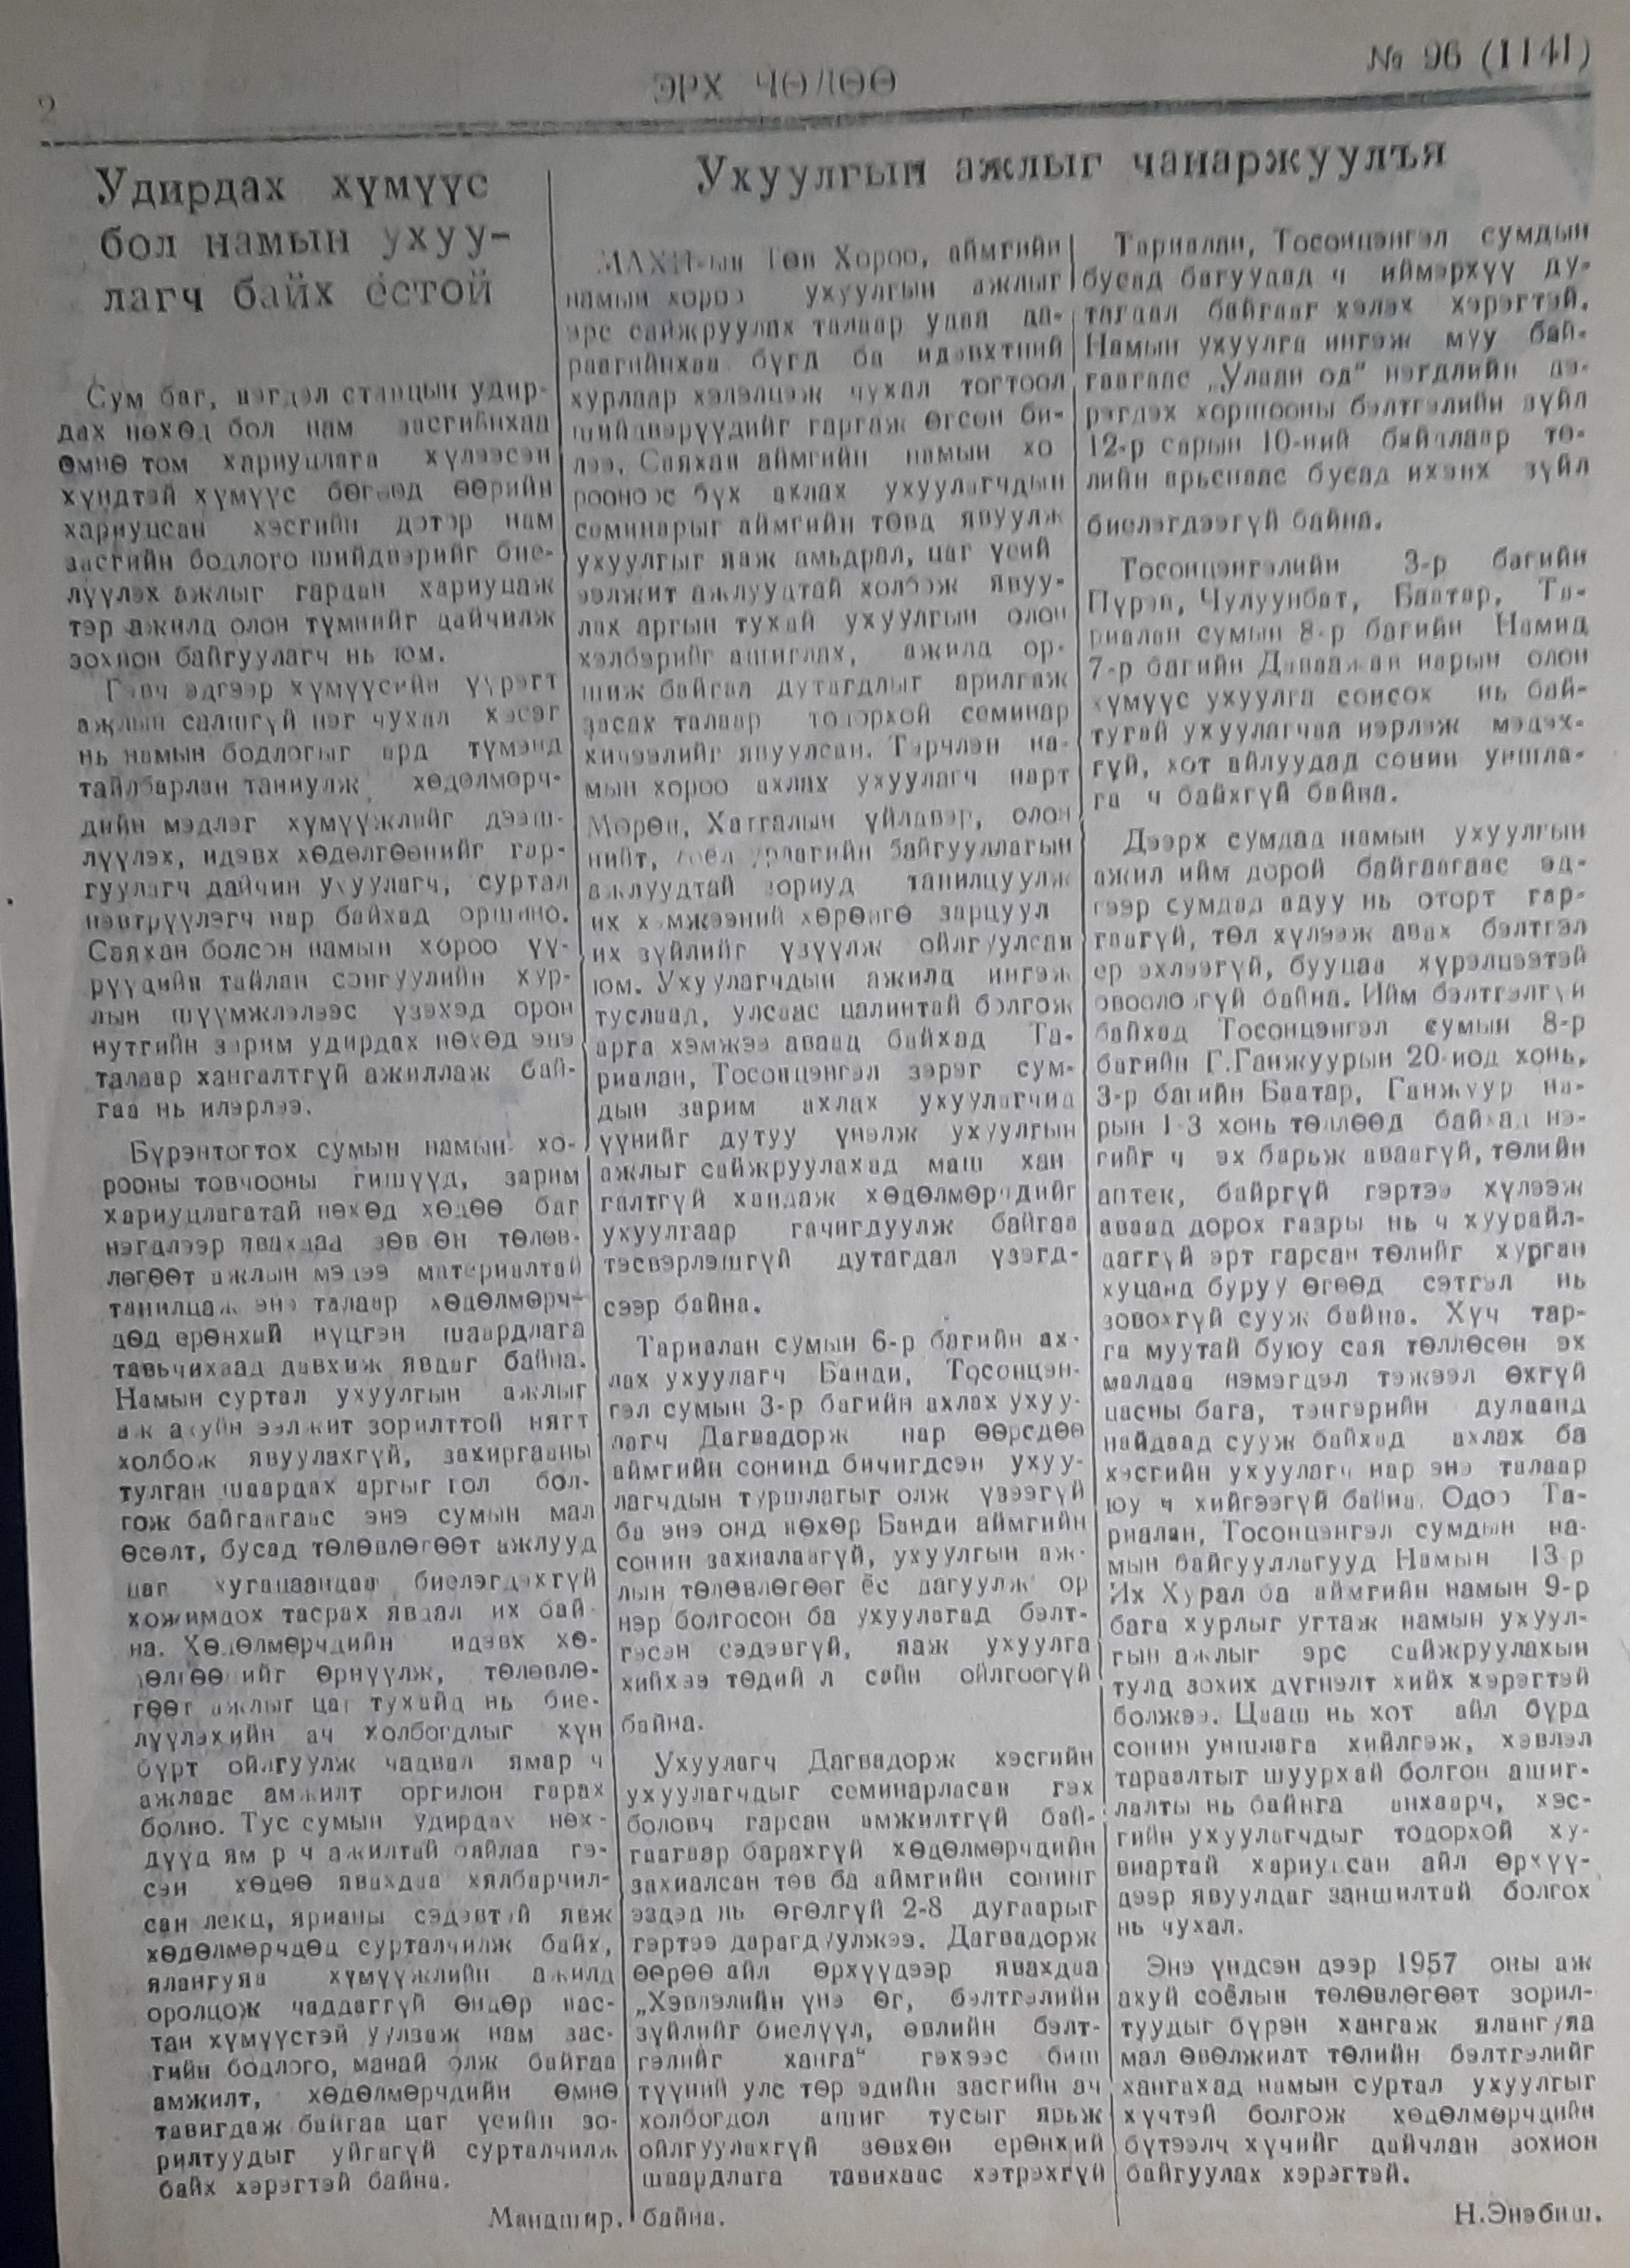 2
ЭРХ ЧӨЛӨӨ
№ 96 (1141)
Удирдах хүмүүс
бол намын ухуу-
лагч байх ёстой
Сум баг, нэгдэл станцын удир-
дах нөхөд бол нам засгийнхаа
өмнө том хариуцлага хүлээсэн
хүндтэй хүмүүс бөгөөд өөрийн
хариуцсан хэсгийн дотор нам
засгийн бодлого шийдвэрийг бие-
лүүлэх ажлыг гардан хариуцаж
тэр ажилд олон түмнийг дайчилж
зохион байгуулагч нь юм.
Гэвч эдгээр хүмүүсийн үүрэгт
ажлын салшгүй нэг чухал хэсэг
нь намын бодлогыг ард түмэнд
тайлбарлан таниулж хөдөлмөрч-
дийн мэдлэг хүмүүжлийг дээш-
лүүлэх, идэвх хөдөлгөөнийг гар-
гуулагч дайчин ухуулагч, суртал
нэвтрүүлэгч нар байхад оршино.
Саяхан болсон намын хороо үү-
рүүдийн тайлан сонгуулийн хур-
лын шүүмжлэлээс үзэхэд орон
нутгийн зарим удирдах нөхөд энэ
талаар хангалтгүй ажиллаж бай-
гаа нь илэрлээ.
Бүрэнтогтох сумын намын хо-
рооны товчооны гишүүд, зарим
хариуцлагатай нөхөд хөдөө баг
нэгдлээр явахдаа зөвхөн төлөв-
лөгөөт ажлын мэдээ материалтай
танилцаж энэ талаар хөдөлмөрч-
дөд ерөнхий нүцгэн шаардлага
тавьчихаад давхиж явдаг байна.
Намын суртал ухуулгын ажлыг
аж ахуйн ээлжит зорилттой нягт
холбож явуулахгүй, захиргааны
тулган шаардах аргыг гол бол-
гож байгаагаас энэ сумын мал
өсөлт, бусад төлөвлөгөөт ажлууд
цаг хугацаандаа биелэгдэхгүй
хожимдох тасрах явдал их бай-
на. Хөдөлмөрчдийн идэвх хө-
дөлгөөнийг өрнүүлж, төлөвлө-
гөөт ажлыг цаг тухайд нь бие-
лүүлэхийн ач холбогдлыг хүн
бүрт ойлгуулж чадвал ямар ч
ажлаас амжилт оргилон гарах
болно. Тус сумын удирдах нөх-
дүүд ямар ч ажилтай байлаа гэ-
сэн хөдөө явахдаа хялбарчил-
сан лекц, ярианы сэдэвтэй явж
хөдөлмөрчдөд сурталчилж байх,
ялангуяа хүмүүжлийн ажилд
оролцож чаддаггүй өндөр нас-
тан хүмүүстэй уулзаж нам зас-
гийн бодлого, манай олж байгаа
амжилт, хөдөлмөрчдийн өмнө
тавигдаж байгаа цаг үеийн зо-
рилтуудыг уйгагүй сурталчилж
байх хэрэгтэй байна.
Мандшир.
Ухуулгын ажлыг чанаржуулъя
МАХН-ын Төв Хороо, аймгийн
намын хороо ухуулгын ажлыг
эрс сайжруулах талаар удаа да-
раагийнхаа бүгд ба идэвхтний
хурлаар хэлэлцэж чухал тогтоол
шийдвэрүүдийг гаргаж өгсөн би-
лээ. Саяхан аймгийн намын хо
рооноос бүх ахлах ухуулагчдын
семинарыг аймгийн төвд явуулж
ухуулгыг яаж амьдрал, цаг үеий
ээлжит ажлуудтай холбож явуу-
лах аргын тухай ухуулгын олон
хэлбэрийг ашиглах, ажилд ор-
шиж байгаа дутагдлыг арилгаж
засах талаар тодорхой семинар
хичээлийг явуулсан. Тэрчлэн на-
мын хороо ахлах ухуулагч нарт
Мөрөн, Хатгалын үйлдвэр, олон
нийт, соёл урлагийн байгууллагын
ажлуудтай зориуд танилцуулж
их хэмжээний хөрөнгө зарцуул
их зүйлийг үзүүлж ойлгуулсан
юм. Ухуулагчдын ажилд ингэж
туслаад, улсаас цалинтай болгож
арга хэмжээ аваад байхад Та-
риалан, Тосонцэнгэл зэрэг сум-
дын зарим ахлах ухуулагчид
үүнийг дутуу үнэлж ухуулгын
ажлыг сайжруулахад маш хан
галтгүй хандаж хөдөлмөрчдийг
ухуулгаар гачигдуулж байгаа
тэсвэрлэшгүй дутагдал үзэгд-
сээр байна.
Тариалан сумын 6-р багийн ах-
лах ухуулагч Банди, Тосонцэн-
гэл сумын 3-р багийн ахлах ухуу-
лагч Дагвадорж нар өөрсдөө
аймгийн сонинд бичигдсэн ухуу-
лагчдын туршлагыг олж үзээгүй
ба энэ онд нөхөр Банди аймгийн
сонин захиалаагүй, ухуулгын аж-
лын төлөвлөгөөг ёс дагуулж ор
нэр болгосон ба ухуулагад бэлт-
гэсэн сэдэвгүй, яаж ухуулга
хийхээ төдий л сайн ойлгоогүй
байна.
Ухуулагч Дагвадорж хэсгийн
ухуулагчдыг семинарласан гэх
боловч гарсан амжилтгүй бай-
гаагаар барахгүй хөдөлмөрчдийн
захиалсан төв ба аймгийн сонинг
эздэд нь өгөлгүй 2-8 дугаарыг
гэртээ дарагдуулжээ. Дагвадорж
өөрөө айл өрхүүдээр явахдаа
„Хэвлэлийн үнэ өг, бэлтгэлийн
зүйлийг биелүүл, өвлийн бэлт-
гэлийг ханга“ гэхээс биш
түүний улс төр эдийн засгийн ач
холбогдол ашиг тусыг ярьж
ойлгуулахгүй зөвхөн ерөнхий
шаардлага тавихаас хэтрэхгүй
байна.
Тариалан, Тосонцэнгэл сумдын
бусад багуудад ч иймэрхүү ду-
тагдал байгааг хэлэх хэрэгтэй.
Намын ухуулга ингэж муу бай-
гаагаас „Улаан од“ нэгдлийн дэ-
рэгдэх хоршооны бэлтгэлийн зүйл
12-р сарын 10-ний байдлаар тө-
лийн арьснаас бусад ихэнх зүйл
биелэгдээгүй байна.
Тосонцэнгэлийн 3-р багийн
Пүрэв, Чулуунбат, Баатар, Та-
риалан сумын 8-р багийн Намид
7-р багийн Даваажан нарын олон
хүмүүс ухуулга сонсох нь бай-
тугай ухуулагчаа нэрлэж мэдэх-
гүй, хот айлуудад сонин уншла-
га ч байхгүй байна.
Дээрх сумдад намын ухуулгын
ажил ийм дорой байгаагаас эд-
гээр сумдад адуу нь оторт гар-
гаагүй, төл хүлээж авах бэлтгэл
ер эхлээгүй, бууцаа хүрэлцээтэй
овоолоогүй байна. Ийм бэлтгэлгүй
байхад Тосонцэнгэл сумын 8-р
багийн Г.Ганжуурын 20-иод хонь,
3-р багийн Баатар, Ганжуур на-
рын 1-3 хонь төллөөд байхад нэ-
гийг ч эх барьж аваагүй, төлийн
аптек, байргүй гэртээ хүлээж
аваад дорох газры нь ч хуурайл-
даггүй эрт гарсан төлийг хурган
хуцанд буруу өгөөд сэтгэл нь
зовохгүй сууж байна. Хүч тар-
га муутай буюу сая төллөсөн эх
малдаа нэмэгдэл тэжээл өхгүй
цасны бага, тэнгэрийн дулаанд
найдаад сууж байхад ахлах ба
хэсгийн ухуулагч нар энэ талаар
юу ч хийгээгүй байна. Одоо Та-
риалан, Тосонцэнгэл сумдын на-
мын байгууллагууд Намын 13-р
Их Хурал ба аймгийн намын 9-р
бага хурлыг угтаж намын ухуул-
гын ажлыг эрс сайжруулахын
тулд зохих дүгнэлт хийх хэрэгтэй
болжээ. Цааш нь хот айл бүрд
сонин уншлага хийлгэж, хэвлэл
тараалтыг шуурхай болгон ашиг-
лалты нь байнга анхаарч, хэс-
гийн ухуулагчдыг тодорхой ху-
виартай хариуцсан айл өрхүү-
дээр явуулдаг заншилтай болгох
нь чухал.
Энэ үндсэн дээр 1957 оны аж
ахуй соёлын төлөвлөгөөт зорил-
туудыг бүрэн хангаж ялангуяа
мал өвөлжилт төлийн бэлтгэлийг
хангахад намын суртал ухуулгыг
хүчтэй болгож хөдөлмөрчдийн
бүтээлч хүчийг дайчлан зохион
байгуулах хэрэгтэй.
Н.Энэбиш.